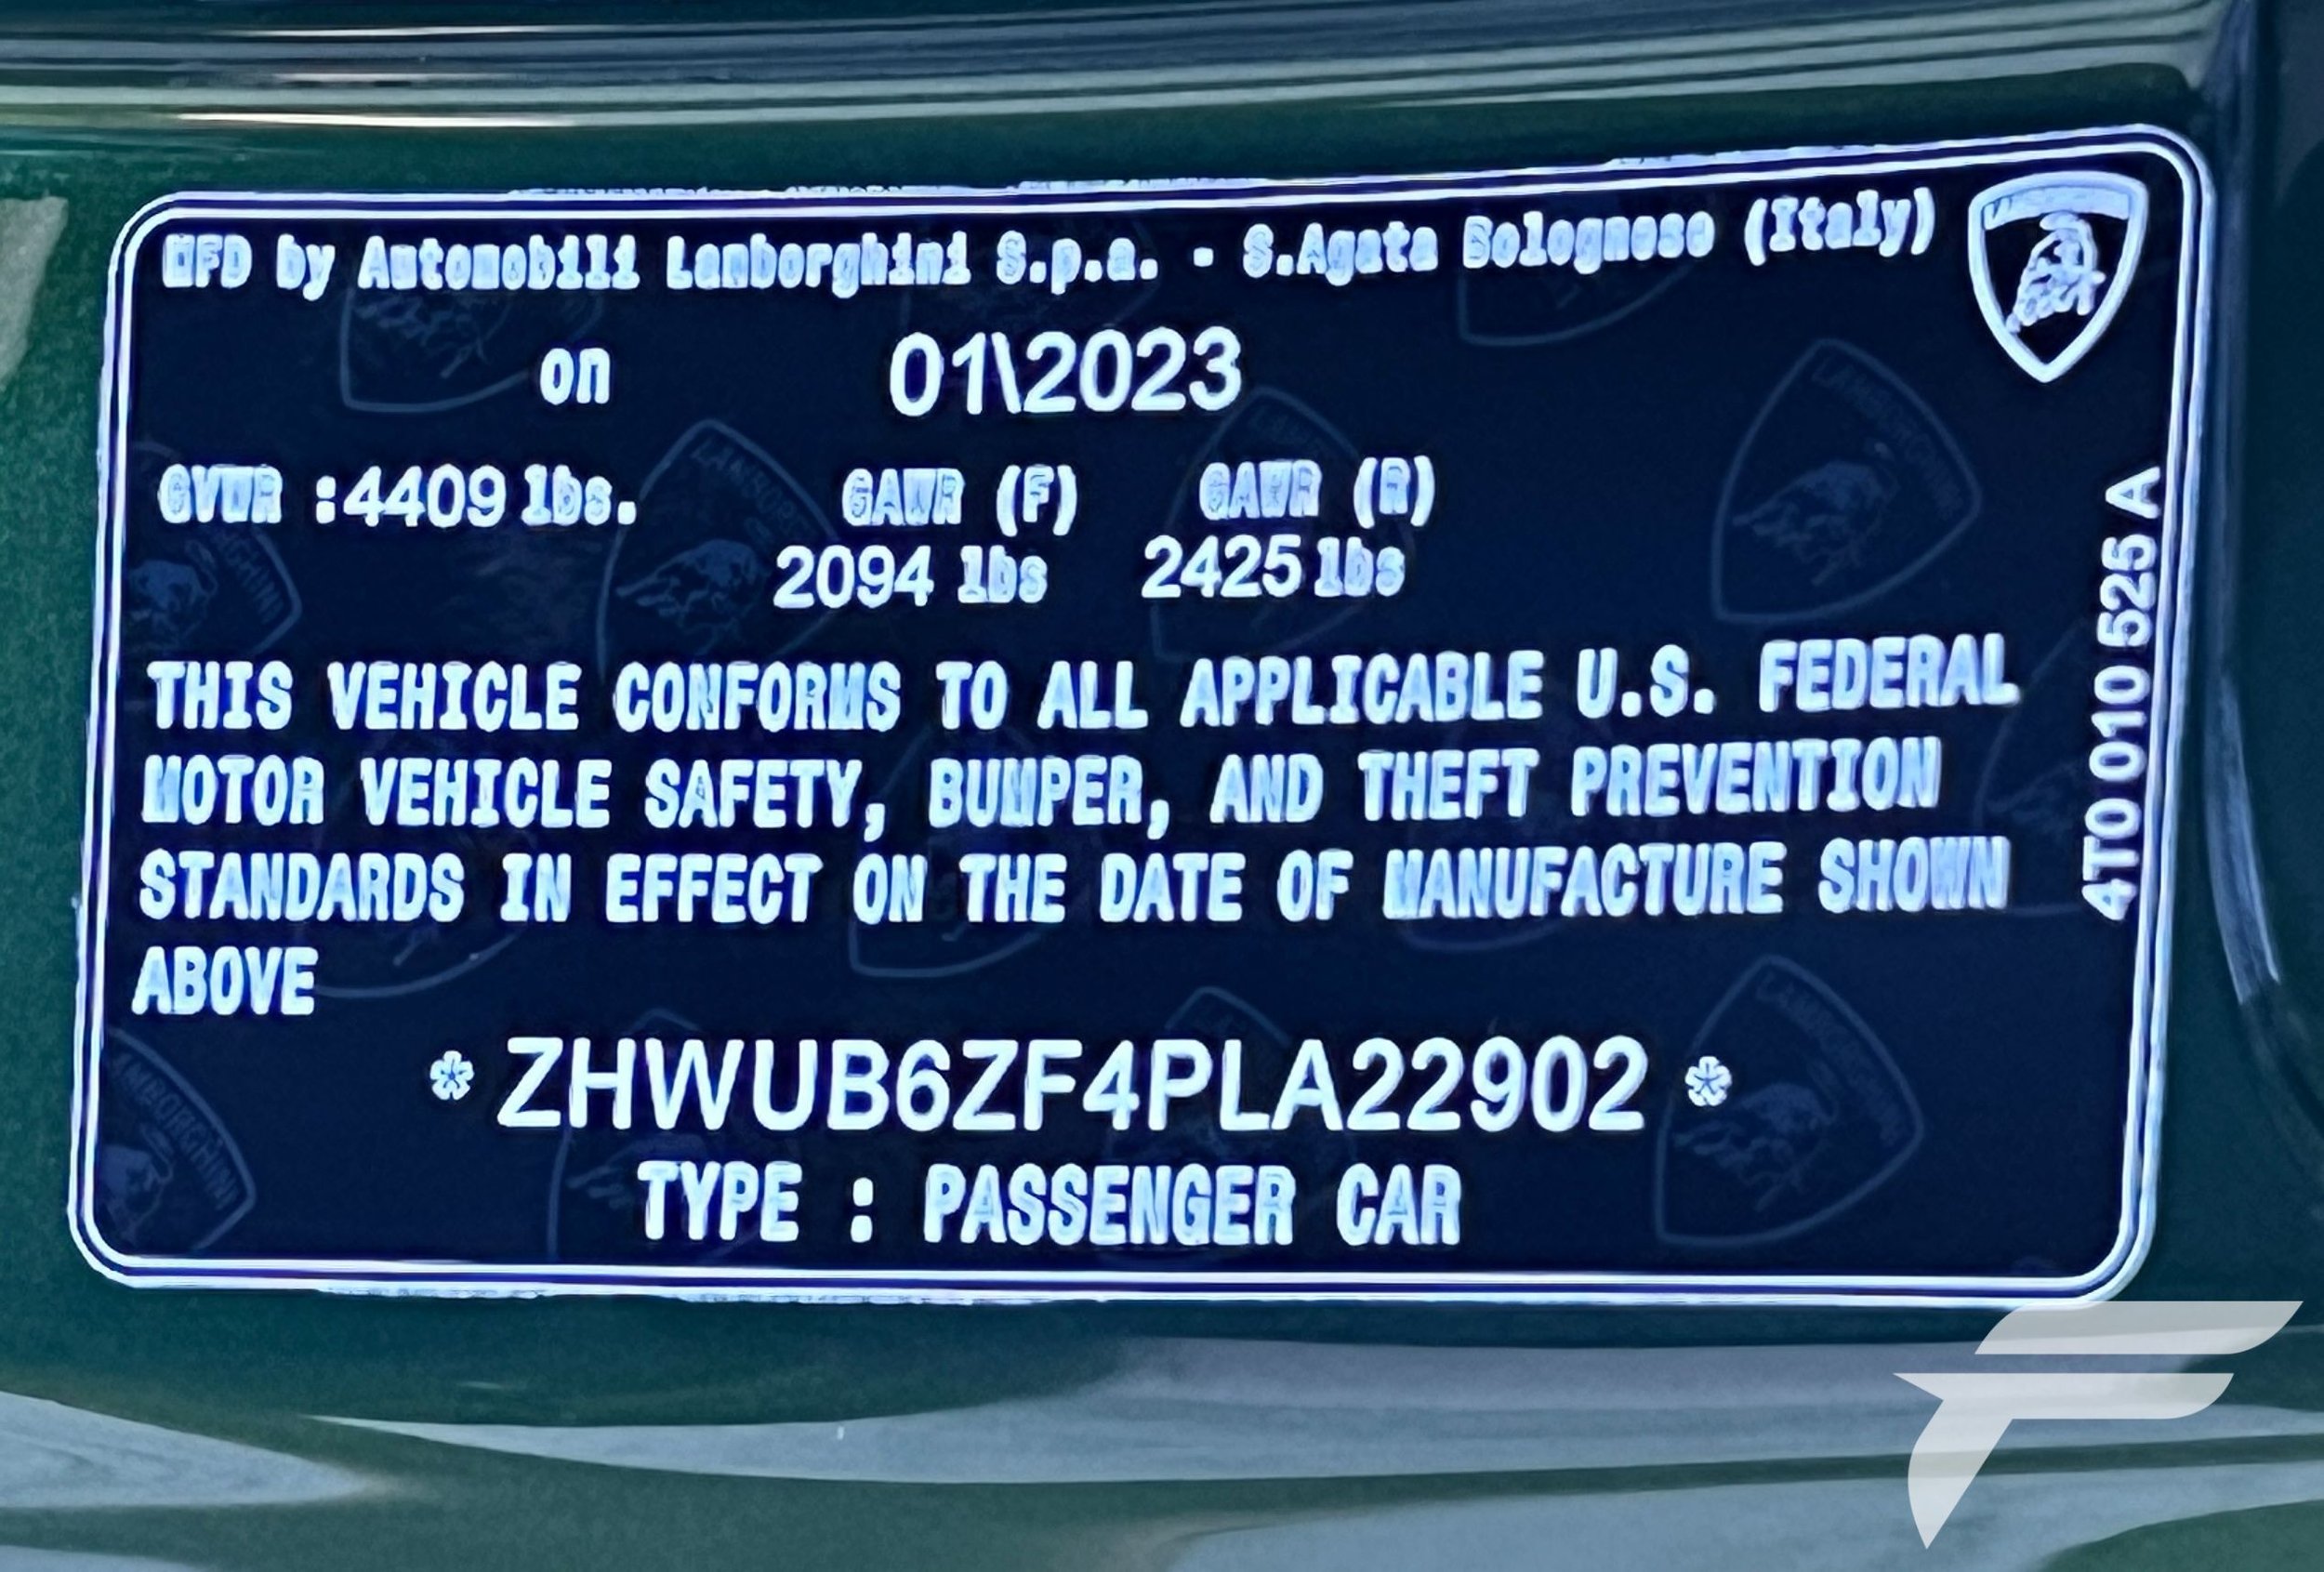 MFD by Automobili Lamborghini S.p.a. - S.Agata Bolognese (Italy)
on 01\2023
GVWR :4409 lbs. GAWR (F) GAWR (R)
2094 lbs 2425 lbs
THIS VEHICLE CONFORMS TO ALL APPLICABLE U.S. FEDERAL
MOTOR VEHICLE SAFETY, BUMPER, AND THEFT PREVENTION
STANDARDS IN EFFECT ON THE DATE OF MANUFACTURE SHOWN
ABOVE
* ZHWUB6ZF4PLA22902 *
TYPE : PASSENGER CAR
4T0 010 525 A